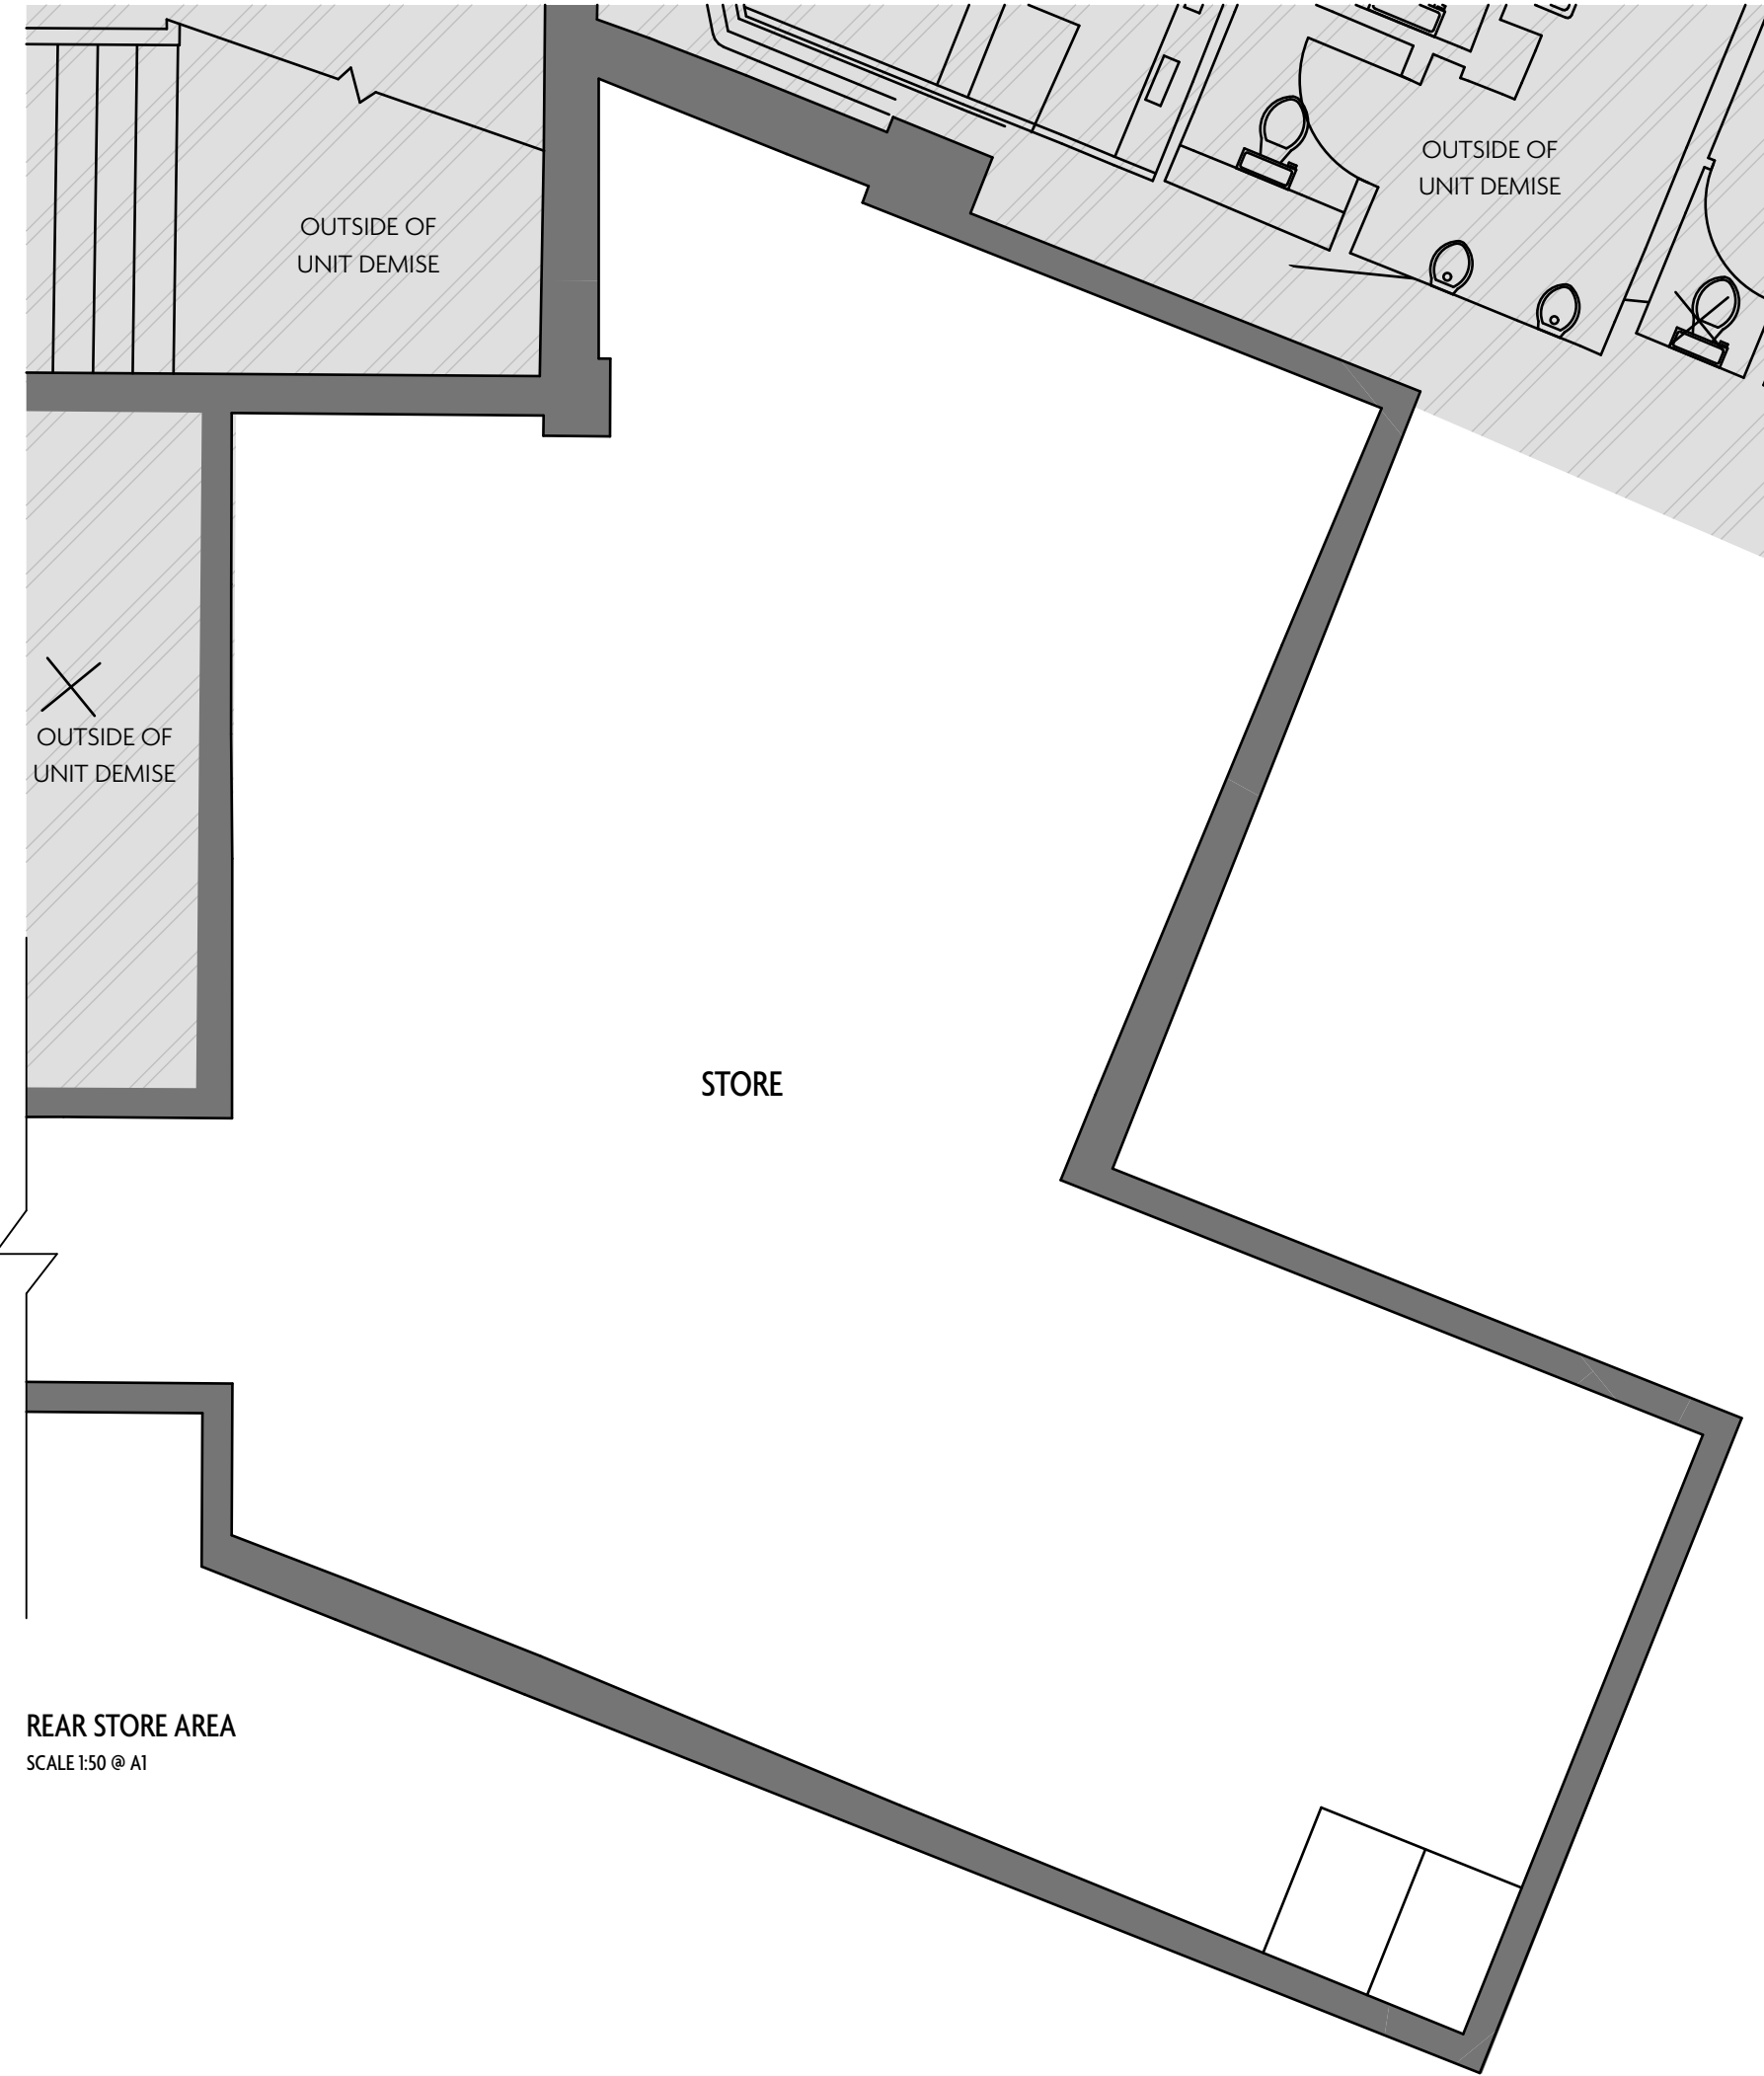 OUTSIDE OF
UNIT DEMISE
OUTSIDE OF
UNIT DEMISE
OUTSIDE OF
UNIT DEMISE
STORE
REAR STORE AREA
SCALE 1:50 @ A1